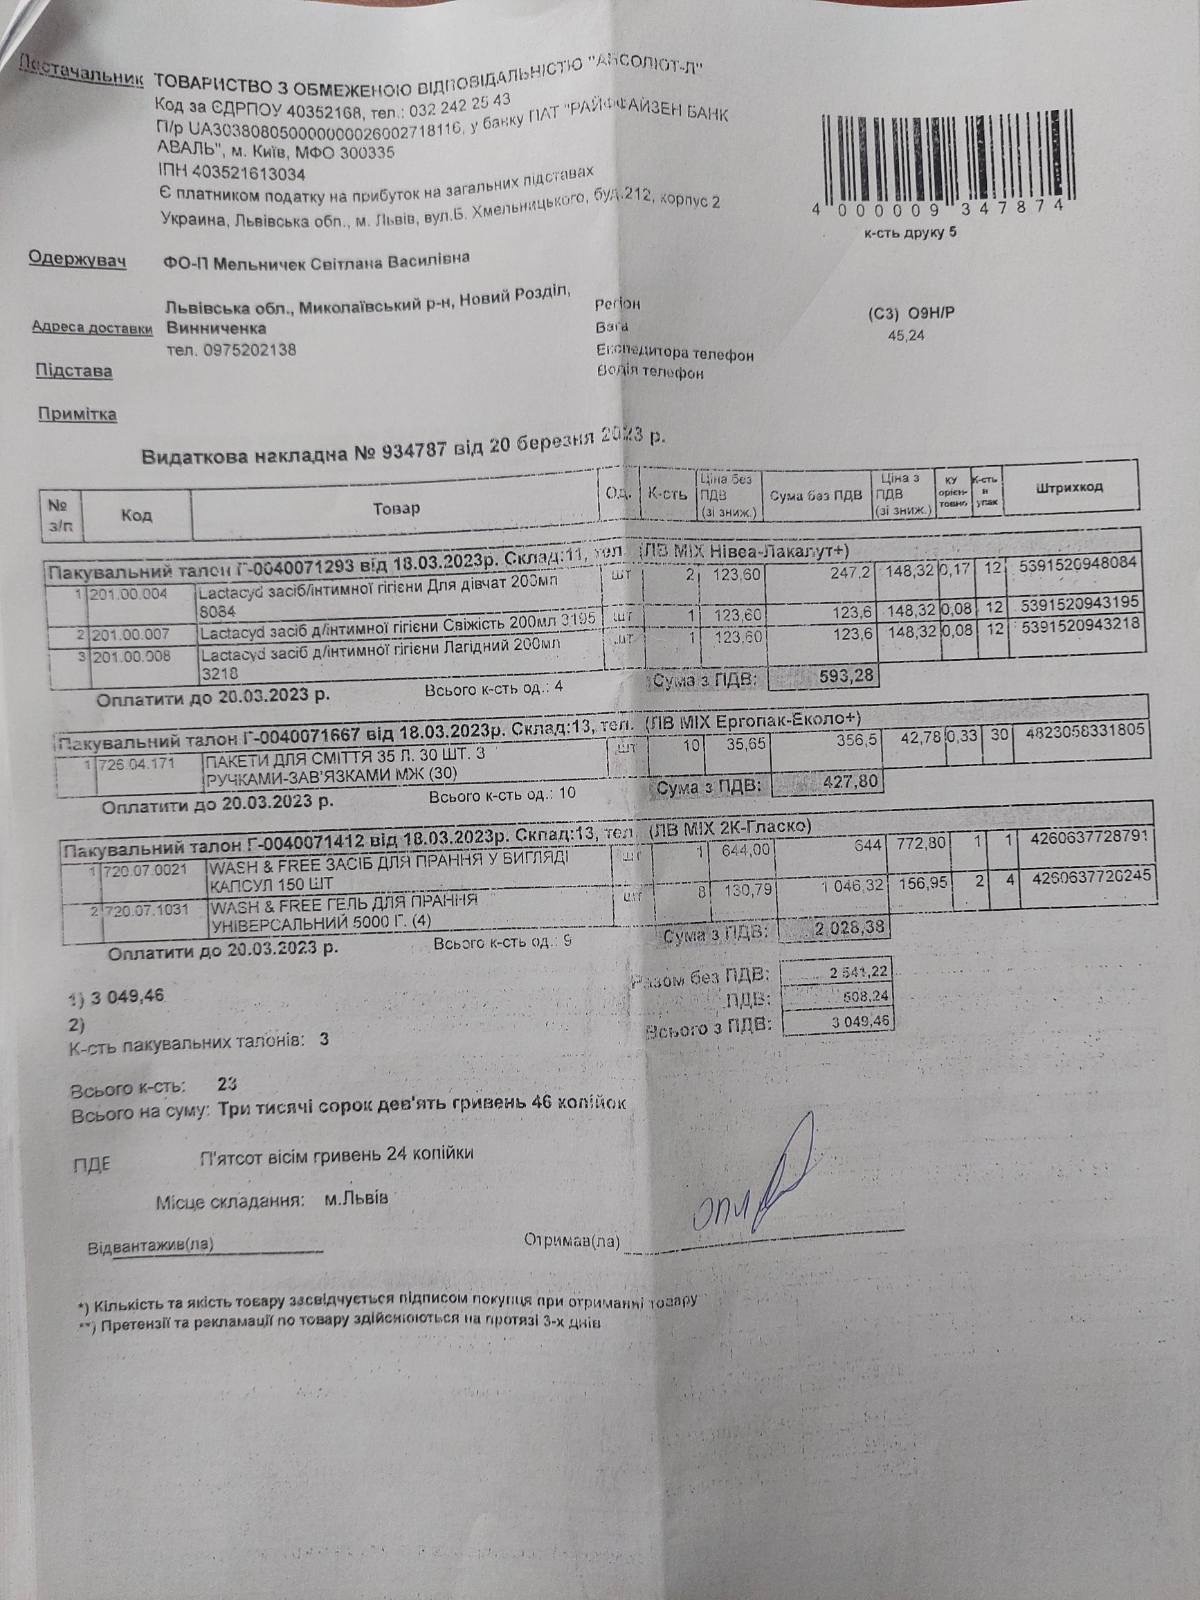 Постачальник ТОВАРИСТВО З ОБМЕЖЕНОЮ ВІДПОВІДАЛЬНІСТЮ "АБСОЛЮТ-Л"
Код за ЄДРПОУ 40352168, тел.: 032 242 25 43
П/р UA303808050000000026002718116, у банку ПАТ "РАЙФФАЙЗЕН БАНК
АВАЛЬ", м. Київ, МФО 300335
ІПН 403521613034
Є платником податку на прибуток на загальних підставах
Украина, Львівська обл., м. Львів, вул.Б. Хмельницького, буд.212, корпус 2
4 000009 347874
к-сть друку 5
Одержувач ФО-П Мельничек Світлана Василівна
Львівська обл., Миколаївський р-н, Новий Розділ,
Адреса доставки Винниченка
тел. 0975202138
Регіон (С3) О9Н/Р
Вага 45,24
Експедитора телефон
Водія телефон
Підстава
Примітка
Видаткова накладна № 934787 від 20 березня 2023 р.
№ з/п Код Товар Од. К-сть Ціна без ПДВ (зі зниж.) Сума без ПДВ Ціна з ПДВ (зі зниж.) КУ орієн-товно К-сть в упак Штрихкод
Пакувальний талон Г-0040071293 від 18.03.2023р. Склад:11, тел. (ЛВ МІХ Нівеа-Лакалут+)
1 201.00.004 Lactacyd засіб/інтимної гігієни Для дівчат 200мл шт 2 123,60 247,2 148,32 0,17 12 5391520948084
8084
2 201.00.007 Lactacyd засіб д/інтимної гігієни Свіжість 200мл 3195 шт 1 123,60 123,6 148,32 0,08 12 5391520943195
3 201.00.008 Lactacyd засіб д/інтимної гігієни Лагідний 200мл шт 1 123,60 123,6 148,32 0,08 12 5391520943218
3218
Оплатити до 20.03.2023 р. Всього к-сть од.: 4 Сума з ПДВ: 593,28
Пакувальний талон Г-0040071667 від 18.03.2023р. Склад:13, тел. (ЛВ МІХ Ергопак-Еколо+)
1 726.04.171 ПАКЕТИ ДЛЯ СМІТТЯ 35 Л. 30 ШТ. З шт 10 35,65 356,5 42,78 0,33 30 4823058331805
РУЧКАМИ-ЗАВ'ЯЗКАМИ МЖ (30)
Оплатити до 20.03.2023 р. Всього к-сть од.: 10 Сума з ПДВ: 427,80
Пакувальний талон Г-0040071412 від 18.03.2023р. Склад:13, тел. (ЛВ МІХ 2К-Гласко)
1 720.07.0021 WASH & FREE ЗАСІБ ДЛЯ ПРАННЯ У ВИГЛЯДІ шт 1 644,00 644 772,80 1 1 4260637728791
КАПСУЛ 150 ШТ
2 720.07.1031 WASH & FREE ГЕЛЬ ДЛЯ ПРАННЯ шт 8 130,79 1 046,32 156,95 2 4 4260637720245
УНІВЕРСАЛЬНИЙ 5000 Г. (4)
Оплатити до 20.03.2023 р. Всього к-сть од.: 9 Сума з ПДВ: 2 028,38
Разом без ПДВ: 2 541,22
1) 3 049,46 ПДВ: 508,24
2) Всього з ПДВ: 3 049,46
К-сть пакувальних талонів: 3
Всього к-сть: 23
Всього на суму: Три тисячі сорок дев'ять гривень 46 копійок
ПДЕ П'ятсот вісім гривень 24 копійки
Місце складання: м.Львів
Відвантажив(ла) Отримав(ла)
*) Кількість та якість товару засвідчується підписом покупця при отриманні товару
**) Претензії та рекламації по товару здійснюються на протязі 3-х днів